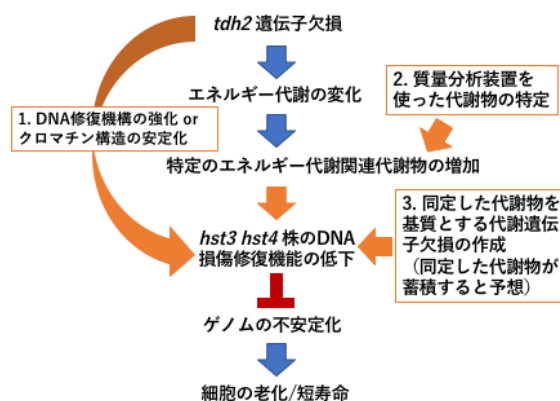 tdh2 遺伝子欠損
エネルギー代謝の変化
2. 質量分析装置を
使った代謝物の特定
1. DNA修復機構の強化 or
クロマチン構造の安定化
特定のエネルギー代謝関連代謝物の増加
hst3 hst4 株のDNA
損傷修復機能の低下
3. 同定した代謝物を
基質とする代謝遺伝
子欠損の作成
（同定した代謝物が
蓄積すると予想）
ゲノムの不安定化
細胞の老化/短寿命